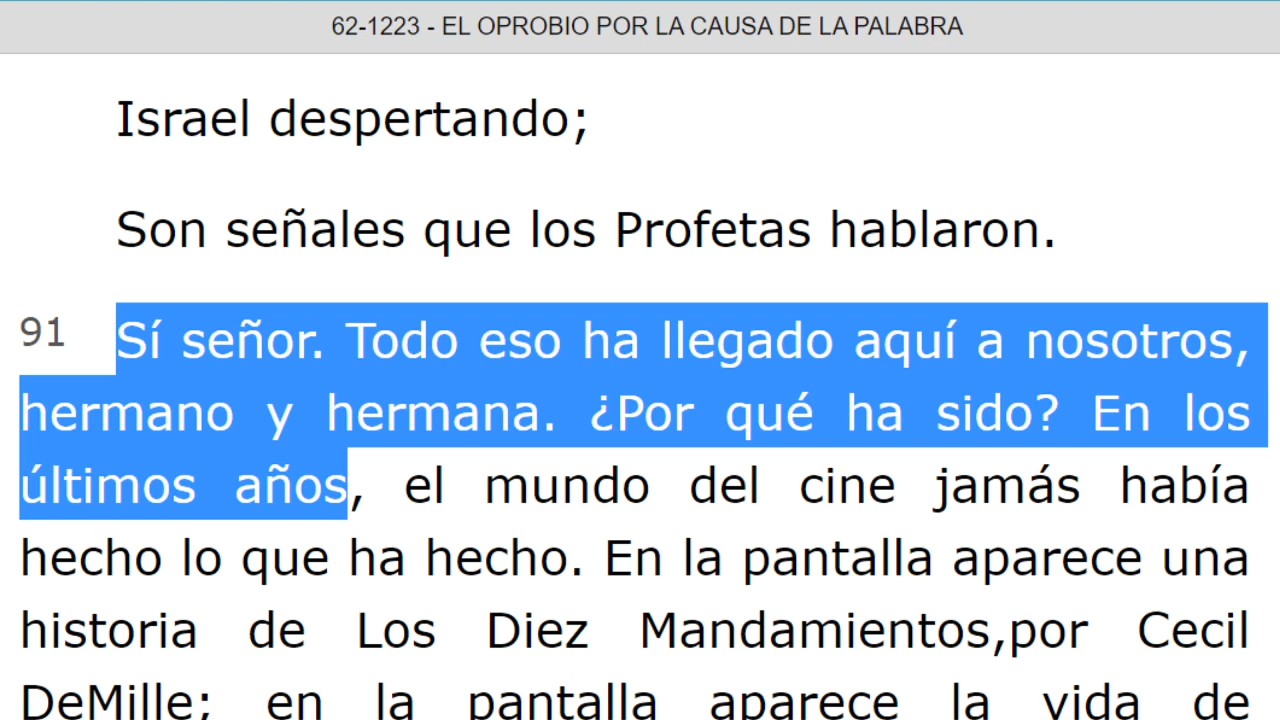 62-1223 - EL OPROBIO POR LA CAUSA DE LA PALABRA
Israel despertando;
Son señales que los Profetas hablaron.
91 Sí señor. Todo eso ha llegado aquí a nosotros,
hermano y hermana. ¿Por qué ha sido? En los
últimos años, el mundo del cine jamás había
hecho lo que ha hecho. En la pantalla aparece una
historia de Los Diez Mandamientos,por Cecil
DeMille; en la pantalla aparece la vida de